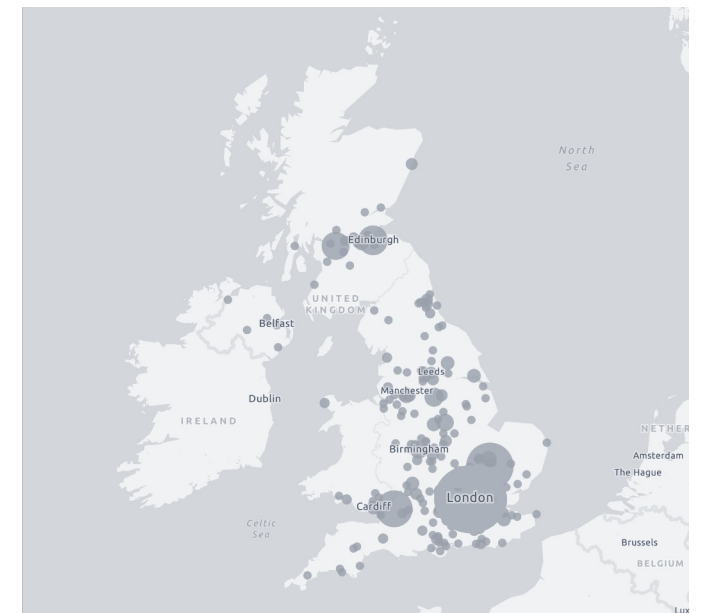 North
Sea
Edinburgh
UNITED
KINGDOM
Belfast
Leeds
Manchester
Dublin
IRELAND
NETHER
Birmingham
Amsterdam
The Hague
London
Cardiff
Celtic
Sea
Brussels
BELGIUM
Lux